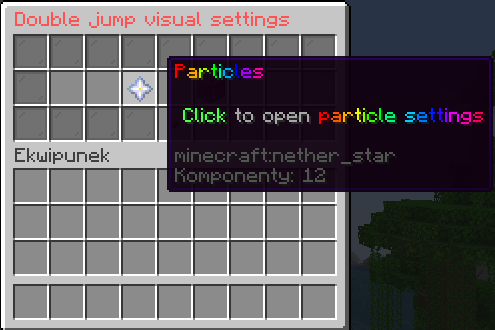 Double jump visual settings
Particles
Click to open particle settings
minecraft:nether_star
Komponenty: 12
Ekwipunek